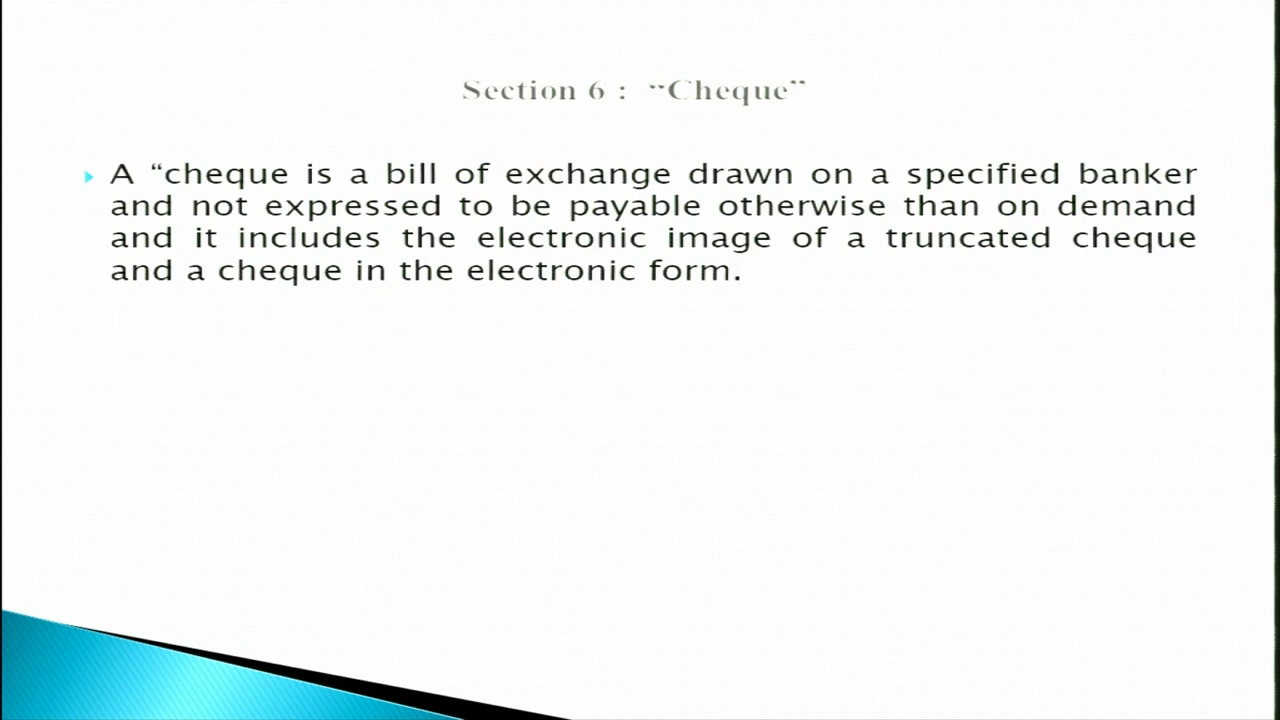 Section 6 : “Cheque”
A “cheque is a bill of exchange drawn on a specified banker
and not expressed to be payable otherwise than on demand
and it includes the electronic image of a truncated cheque
and a cheque in the electronic form.